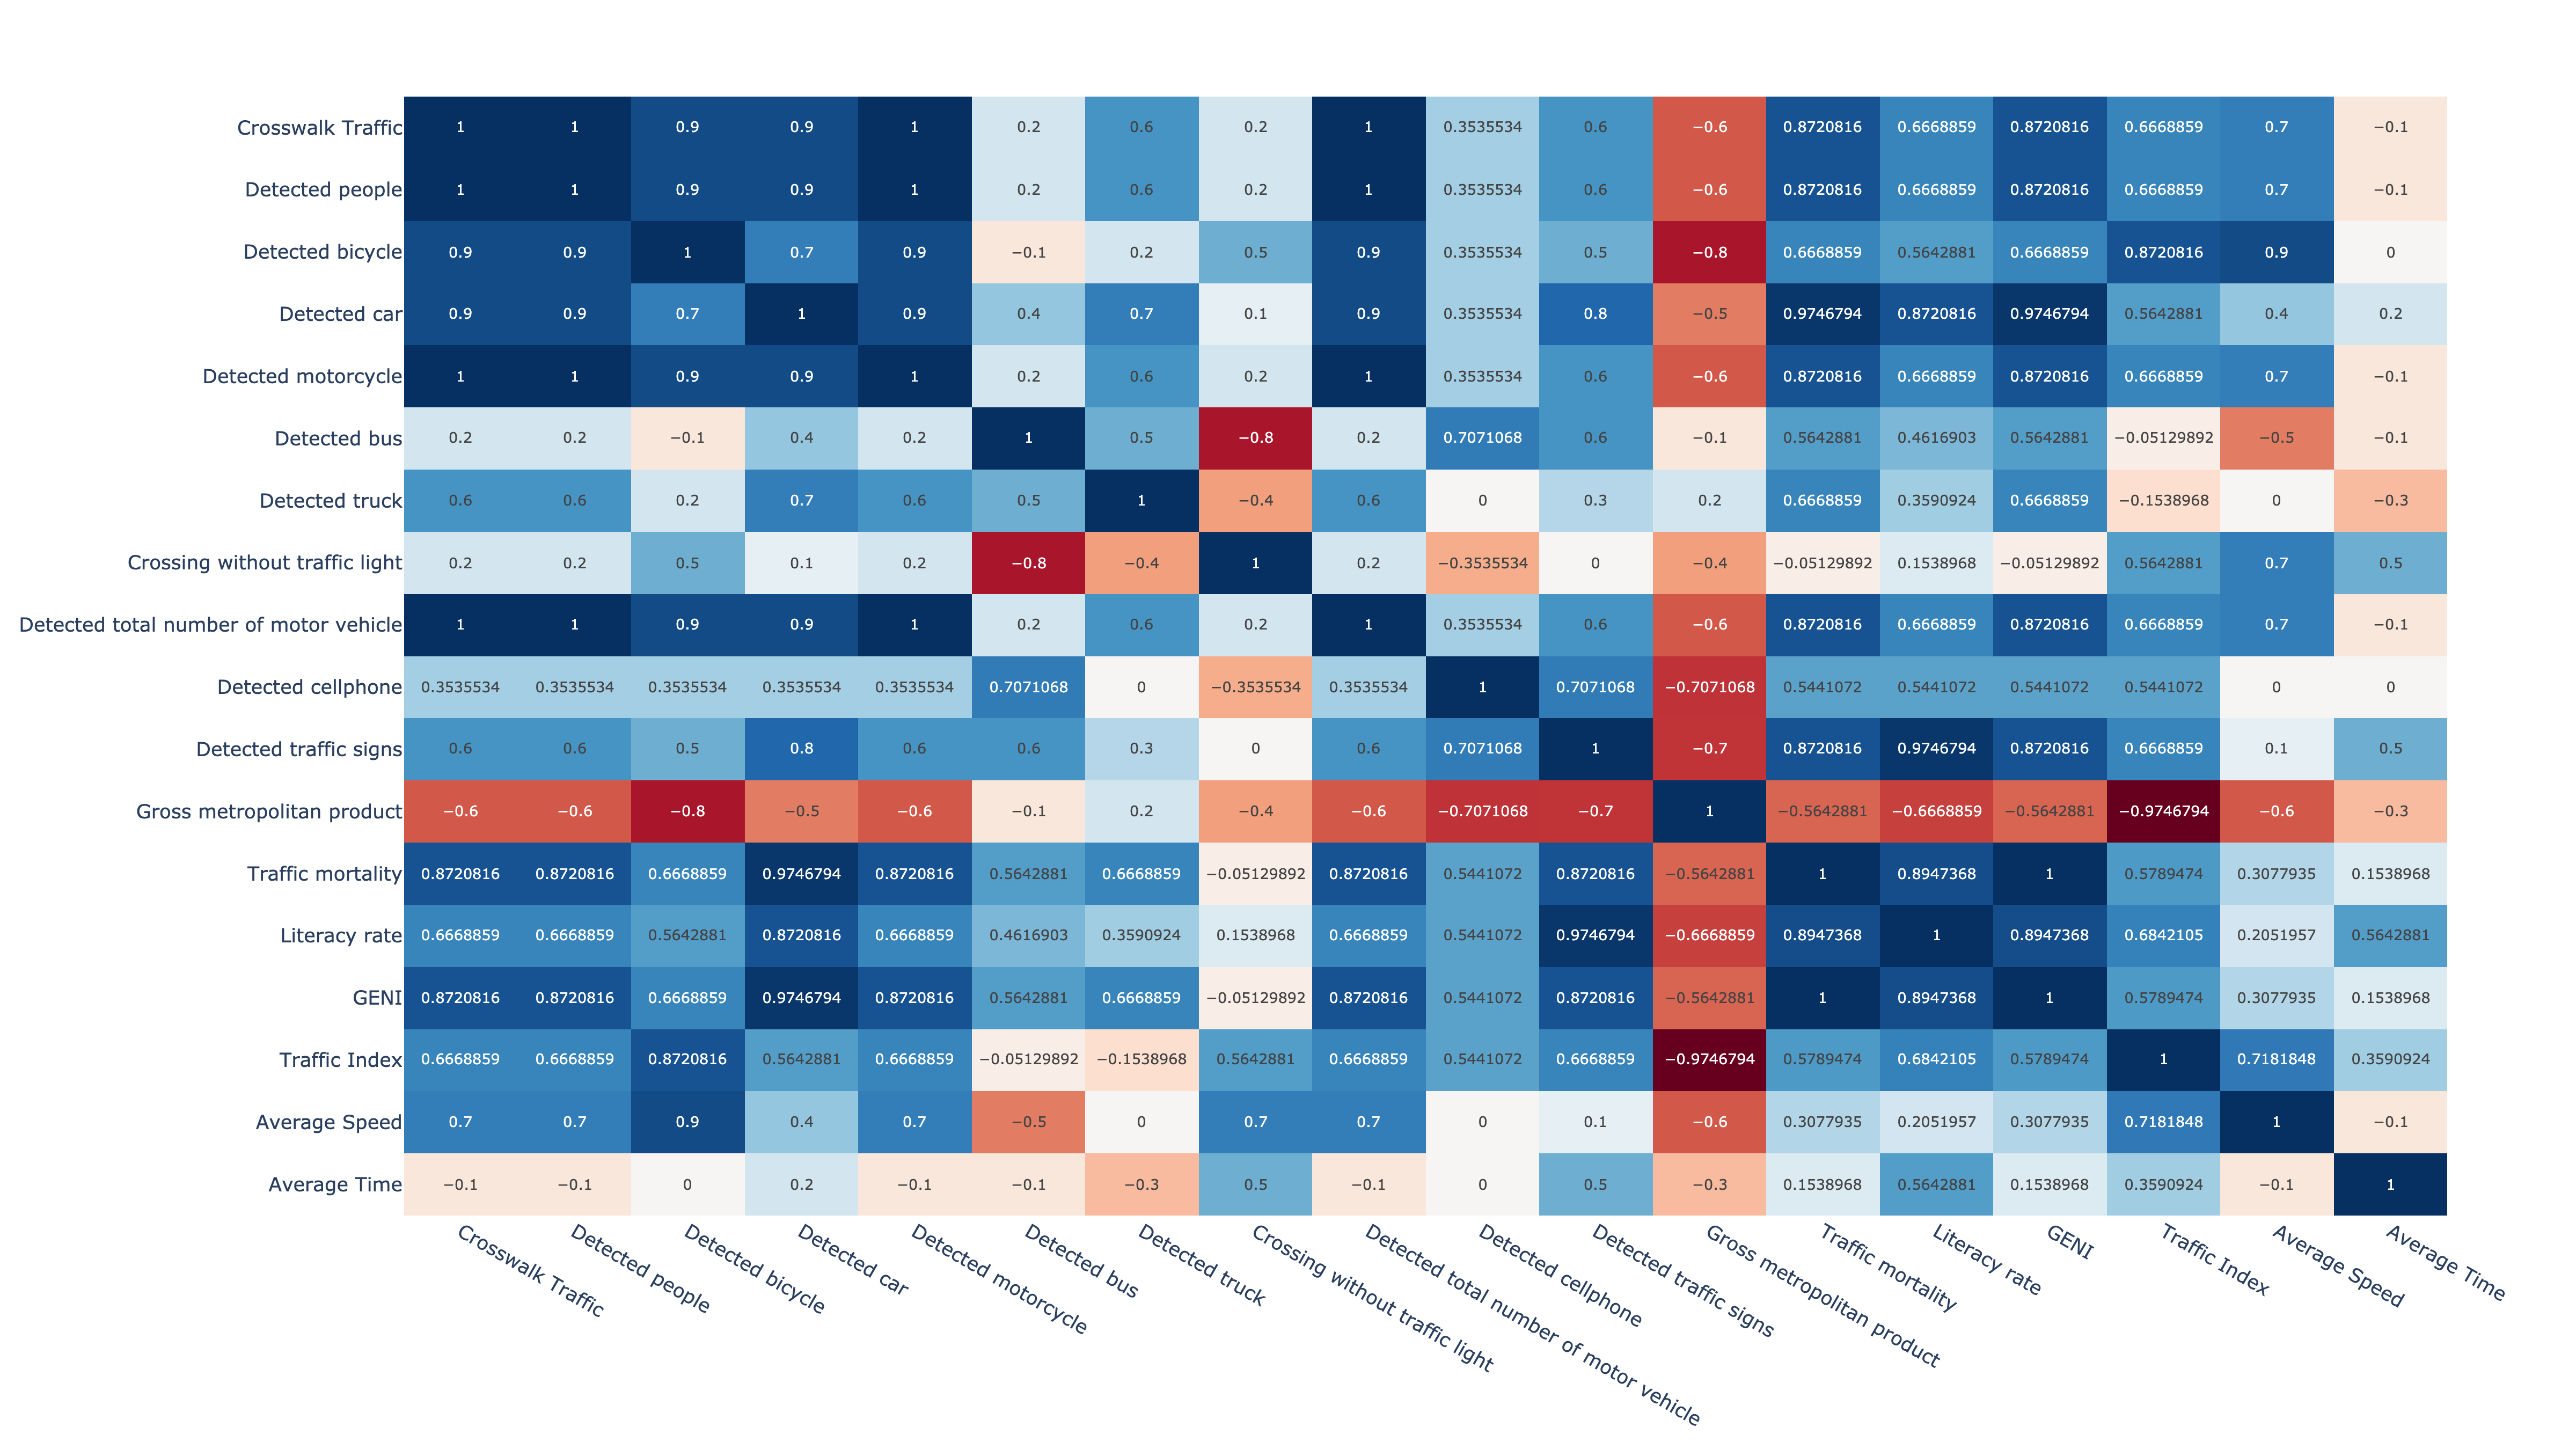 Crosswalk Traffic 1 1 0.9 0.9 1 0.2 0.6 0.2 1 0.3535534 0.6 −0.6 0.8720816 0.6668859 0.8720816 0.6668859 0.7 −0.1
Detected people 1 1 0.9 0.9 1 0.2 0.6 0.2 1 0.3535534 0.6 −0.6 0.8720816 0.6668859 0.8720816 0.6668859 0.7 −0.1
Detected bicycle 0.9 0.9 1 0.7 0.9 −0.1 0.2 0.5 0.9 0.3535534 0.5 −0.8 0.6668859 0.5642881 0.6668859 0.8720816 0.9 0
Detected car 0.9 0.9 0.7 1 0.9 0.4 0.7 0.1 0.9 0.3535534 0.8 −0.5 0.9746794 0.8720816 0.9746794 0.5642881 0.4 0.2
Detected motorcycle 1 1 0.9 0.9 1 0.2 0.6 0.2 1 0.3535534 0.6 −0.6 0.8720816 0.6668859 0.8720816 0.6668859 0.7 −0.1
Detected bus 0.2 0.2 −0.1 0.4 0.2 1 0.5 −0.8 0.2 0.7071068 0.6 −0.1 0.5642881 0.4616903 0.5642881 −0.05129892 −0.5 −0.1
Detected truck 0.6 0.6 0.2 0.7 0.6 0.5 1 −0.4 0.6 0 0.3 0.2 0.6668859 0.3590924 0.6668859 −0.1538968 0 −0.3
Crossing without traffic light 0.2 0.2 0.5 0.1 0.2 −0.8 −0.4 1 0.2 −0.3535534 0 −0.4 −0.05129892 0.1538968 −0.05129892 0.5642881 0.7 0.5
Detected total number of motor vehicle 1 1 0.9 0.9 1 0.2 0.6 0.2 1 0.3535534 0.6 −0.6 0.8720816 0.6668859 0.8720816 0.6668859 0.7 −0.1
Detected cellphone 0.3535534 0.3535534 0.3535534 0.3535534 0.3535534 0.7071068 0 −0.3535534 0.3535534 1 0.7071068 −0.7071068 0.5441072 0.5441072 0.5441072 0.5441072 0 0
Detected traffic signs 0.6 0.6 0.5 0.8 0.6 0.6 0.3 0 0.6 0.7071068 1 −0.7 0.8720816 0.9746794 0.8720816 0.6668859 0.1 0.5
Gross metropolitan product −0.6 −0.6 −0.8 −0.5 −0.6 −0.1 0.2 −0.4 −0.6 −0.7071068 −0.7 1 −0.5642881 −0.6668859 −0.5642881 −0.9746794 −0.6 −0.3
Traffic mortality 0.8720816 0.8720816 0.6668859 0.9746794 0.8720816 0.5642881 0.6668859 −0.05129892 0.8720816 0.5441072 0.8720816 −0.5642881 1 0.8947368 1 0.5789474 0.3077935 0.1538968
Literacy rate 0.6668859 0.6668859 0.5642881 0.8720816 0.6668859 0.4616903 0.3590924 0.1538968 0.6668859 0.5441072 0.9746794 −0.6668859 0.8947368 1 0.8947368 0.6842105 0.2051957 0.5642881
GENI 0.8720816 0.8720816 0.6668859 0.9746794 0.8720816 0.5642881 0.6668859 −0.05129892 0.8720816 0.5441072 0.8720816 −0.5642881 1 0.8947368 1 0.5789474 0.3077935 0.1538968
Traffic Index 0.6668859 0.6668859 0.8720816 0.5642881 0.6668859 −0.05129892 −0.1538968 0.5642881 0.6668859 0.5441072 0.6668859 −0.9746794 0.5789474 0.6842105 0.5789474 1 0.7181848 0.3590924
Average Speed 0.7 0.7 0.9 0.4 0.7 −0.5 0 0.7 0.7 0 0.1 −0.6 0.3077935 0.2051957 0.3077935 0.7181848 1 −0.1
Average Time −0.1 −0.1 0 0.2 −0.1 −0.1 −0.3 0.5 −0.1 0 0.5 −0.3 0.1538968 0.5642881 0.1538968 0.3590924 −0.1 1
Crosswalk Traffic
Detected people
Detected bicycle
Detected car
Detected motorcycle
Detected bus
Detected truck
Crossing without traffic light
Detected total number of motor vehicle
Detected cellphone
Detected traffic signs
Gross metropolitan product
Traffic mortality
Literacy rate
GENI
Traffic Index
Average Speed
Average Time